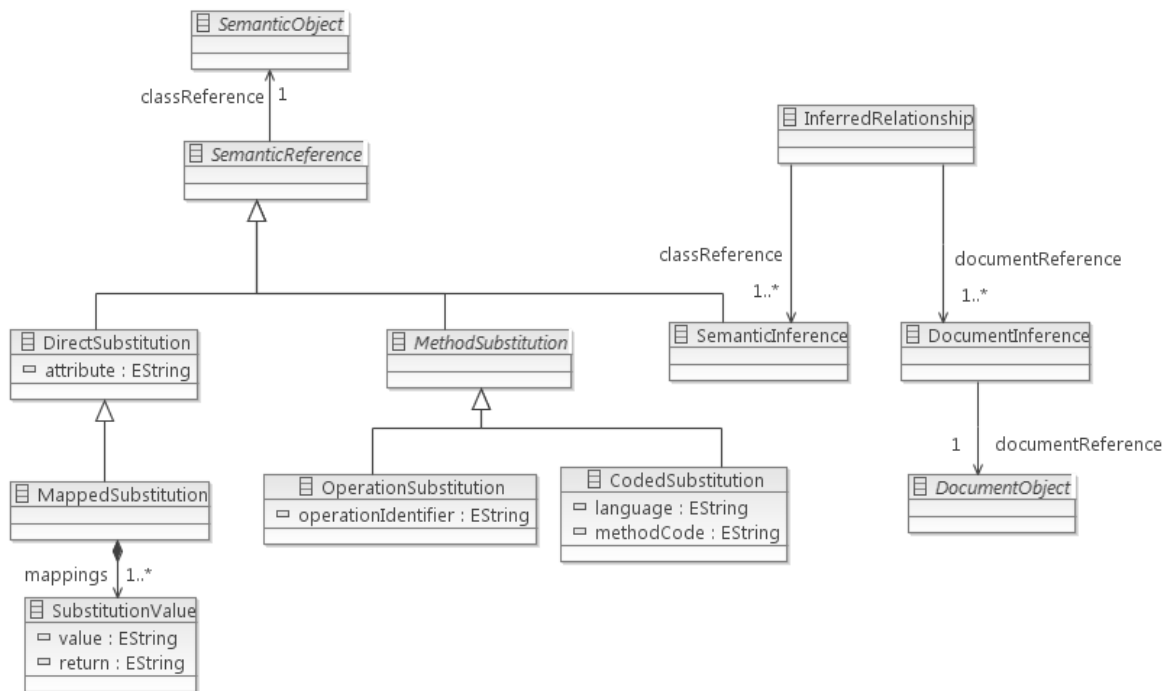 SemanticObject
classReference
1
InferredRelationship
SemanticReference
classReference
1..*
documentReference
1..*
DirectSubstitution
attribute : EString
MethodSubstitution
SemanticInference
DocumentInference
1
documentReference
MappedSubstitution
OperationSubstitution
operationIdentifier : EString
CodedSubstitution
language : EString
methodCode : EString
DocumentObject
mappings
1..*
SubstitutionValue
value : EString
return : EString